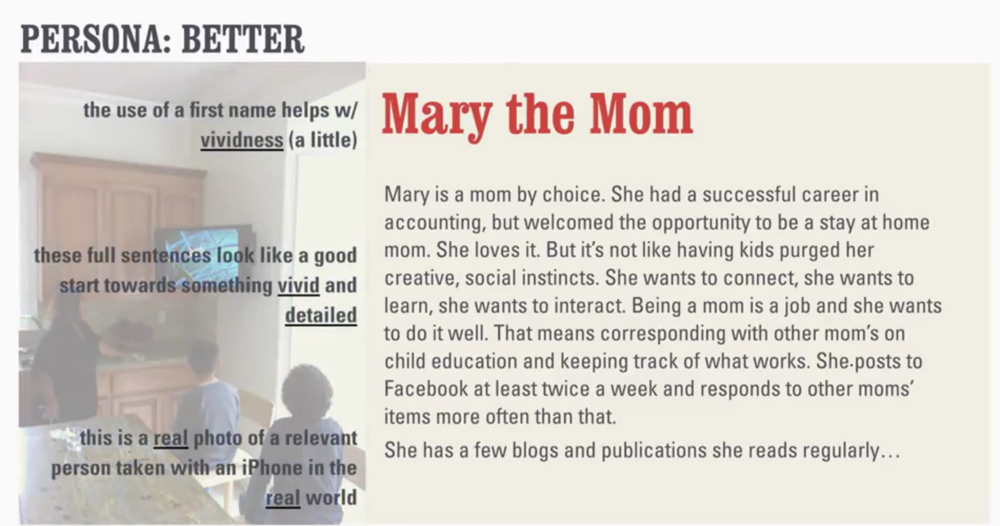 PERSONA: BETTER
the use of a first name helps w/
vividness (a little)
these full sentences look like a good
start towards something vivid and
detailed
this is a real photo of a relevant
person taken with an iPhone in the
real world
Mary the Mom
Mary is a mom by choice. She had a successful career in
accounting, but welcomed the opportunity to be a stay at home
mom. She loves it. But it’s not like having kids purged her
creative, social instincts. She wants to connect, she wants to
learn, she wants to interact. Being a mom is a job and she wants
to do it well. That means corresponding with other mom’s on
child education and keeping track of what works. She posts to
Facebook at least twice a week and responds to other moms’
items more often than that.
She has a few blogs and publications she reads regularly…